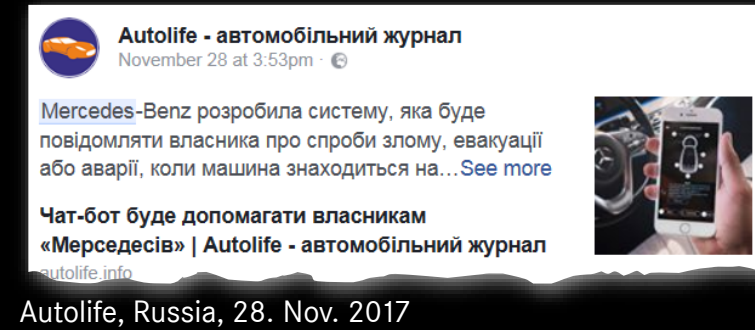 Autolife - автомобільний журнал
November 28 at 3:53pm ·
Mercedes-Benz розробила систему, яка буде
повідомляти власника про спроби злому, евакуації
або аварії, коли машина знаходиться на...See more
Чат-бот буде допомагати власникам
«Мерседесів» | Autolife - автомобільний журнал
autolife.info
Autolife, Russia, 28. Nov. 2017